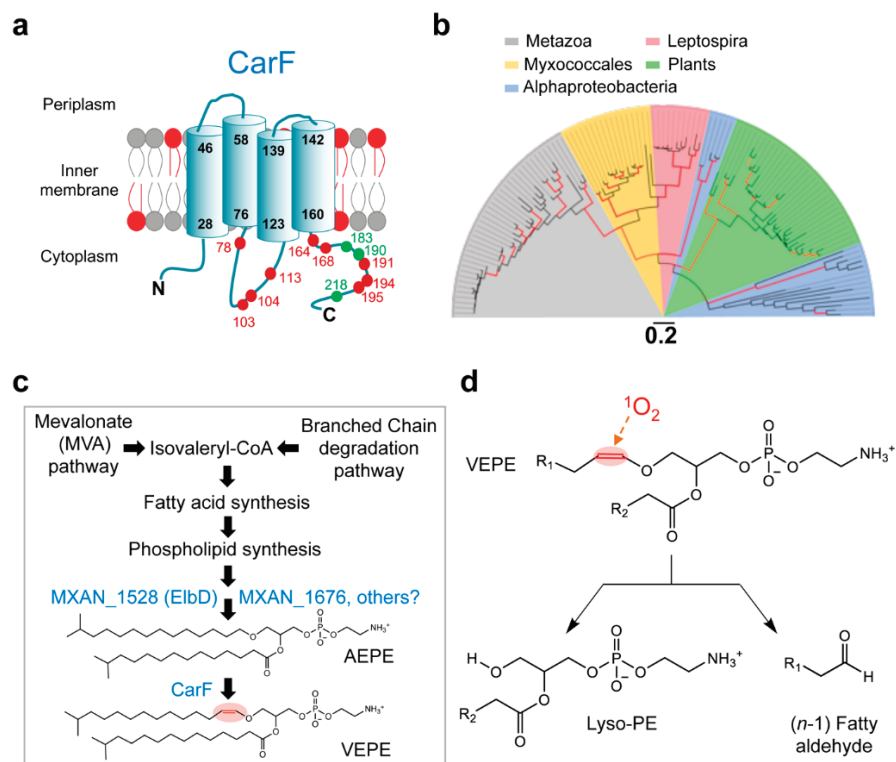 a
CarF
Periplasm
Inner
membrane
Cytoplasm
46
58
139
142
28
76
123
160
78
103
104
113
164
168
183
190
191
194
195
218
N
C
b
Metazoa
Leptospira
Myxococcales
Plants
Alphaproteobacteria
0.2
c
Mevalonate
(MVA)
pathway
Isovaleryl-CoA
Branched Chain
degradation
pathway
Fatty acid synthesis
Phospholipid synthesis
MXAN_1528 (ElbD)
MXAN_1676, others?
O
O
O
P
O
O−
O
NH3+
AEPE
CarF
O
O
O
P
O
O−
O
NH3+
VEPE
d
1O2
VEPE
R1
O
O
O
P
O
O−
O
NH3+
R2
O
H
O
O
O
P
O
O−
O
NH3+
R2
O
Lyso-PE
R1
O
H
(n-1) Fatty
aldehyde